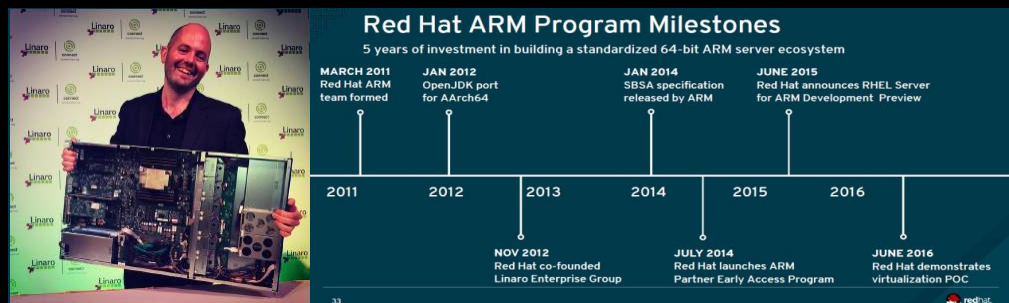 Linaro
connect
Linaro
connect
Linaro
connect
Linaro
Linaro
Linaro
Linaro
Linaro
Linaro
Red Hat ARM Program Milestones
5 years of investment in building a standardized 64-bit ARM server ecosystem
MARCH 2011
Red Hat ARM
team formed
JAN 2012
OpenJDK port
for AArch64
JAN 2014
SBSA specification
released by ARM
JUNE 2015
Red Hat announces RHEL Server
for ARM Development Preview
2011
2012
2013
2014
2015
2016
NOV 2012
Red Hat co-founded
Linaro Enterprise Group
JULY 2014
Red Hat launches ARM
Partner Early Access Program
JUNE 2016
Red Hat demonstrates
virtualization POC
33
redhat.